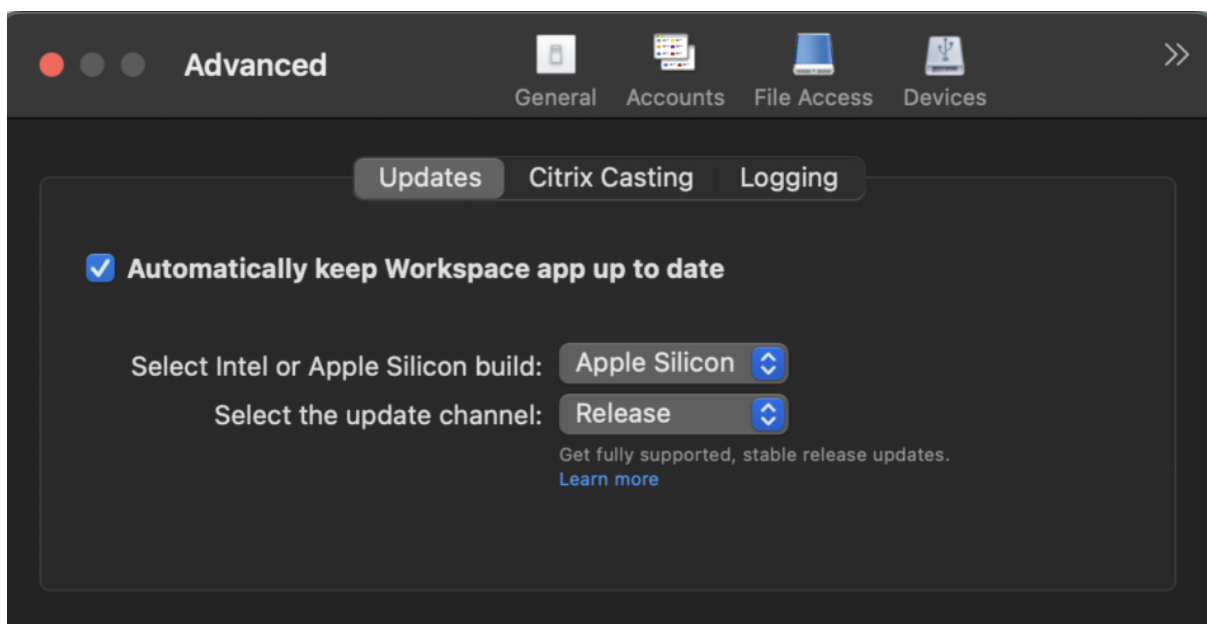 Advanced
General Accounts File Access Devices
Updates Citrix Casting Logging
Automatically keep Workspace app up to date
Select Intel or Apple Silicon build: Apple Silicon
Select the update channel: Release
Get fully supported, stable release updates.
Learn more